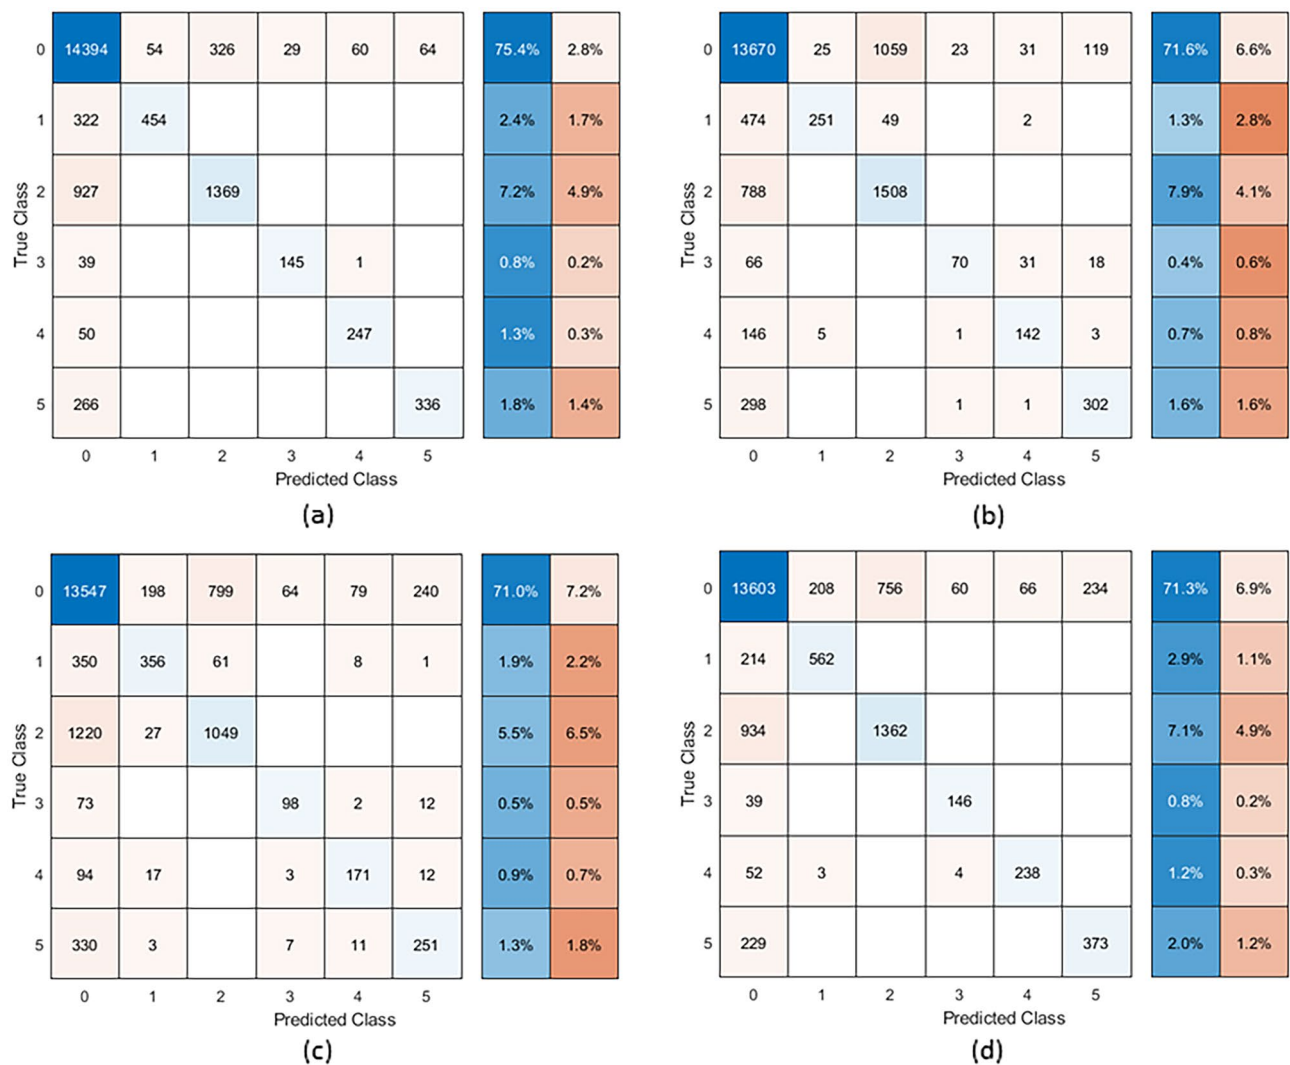 0 14394 54 326 29 60 64 75.4% 2.8%
1 322 454 2.4% 1.7%
2 927 1369 7.2% 4.9%
3 39 145 1 0.8% 0.2%
4 50 247 1.3% 0.3%
5 266 336 1.8% 1.4%
0 1 2 3 4 5
True Class
Predicted Class
(a)
0 13670 25 1059 23 31 119 71.6% 6.6%
1 474 251 49 2 1.3% 2.8%
2 788 1508 7.9% 4.1%
3 66 70 31 18 0.4% 0.6%
4 146 5 1 142 3 0.7% 0.8%
5 298 1 1 302 1.6% 1.6%
0 1 2 3 4 5
True Class
Predicted Class
(b)
0 13547 198 799 64 79 240 71.0% 7.2%
1 350 356 61 8 1 1.9% 2.2%
2 1220 27 1049 5.5% 6.5%
3 73 98 2 12 0.5% 0.5%
4 94 17 3 171 12 0.9% 0.7%
5 330 3 7 11 251 1.3% 1.8%
0 1 2 3 4 5
True Class
Predicted Class
(c)
0 13603 208 756 60 66 234 71.3% 6.9%
1 214 562 2.9% 1.1%
2 934 1362 7.1% 4.9%
3 39 146 0.8% 0.2%
4 52 3 4 238 1.2% 0.3%
5 229 373 2.0% 1.2%
0 1 2 3 4 5
True Class
Predicted Class
(d)